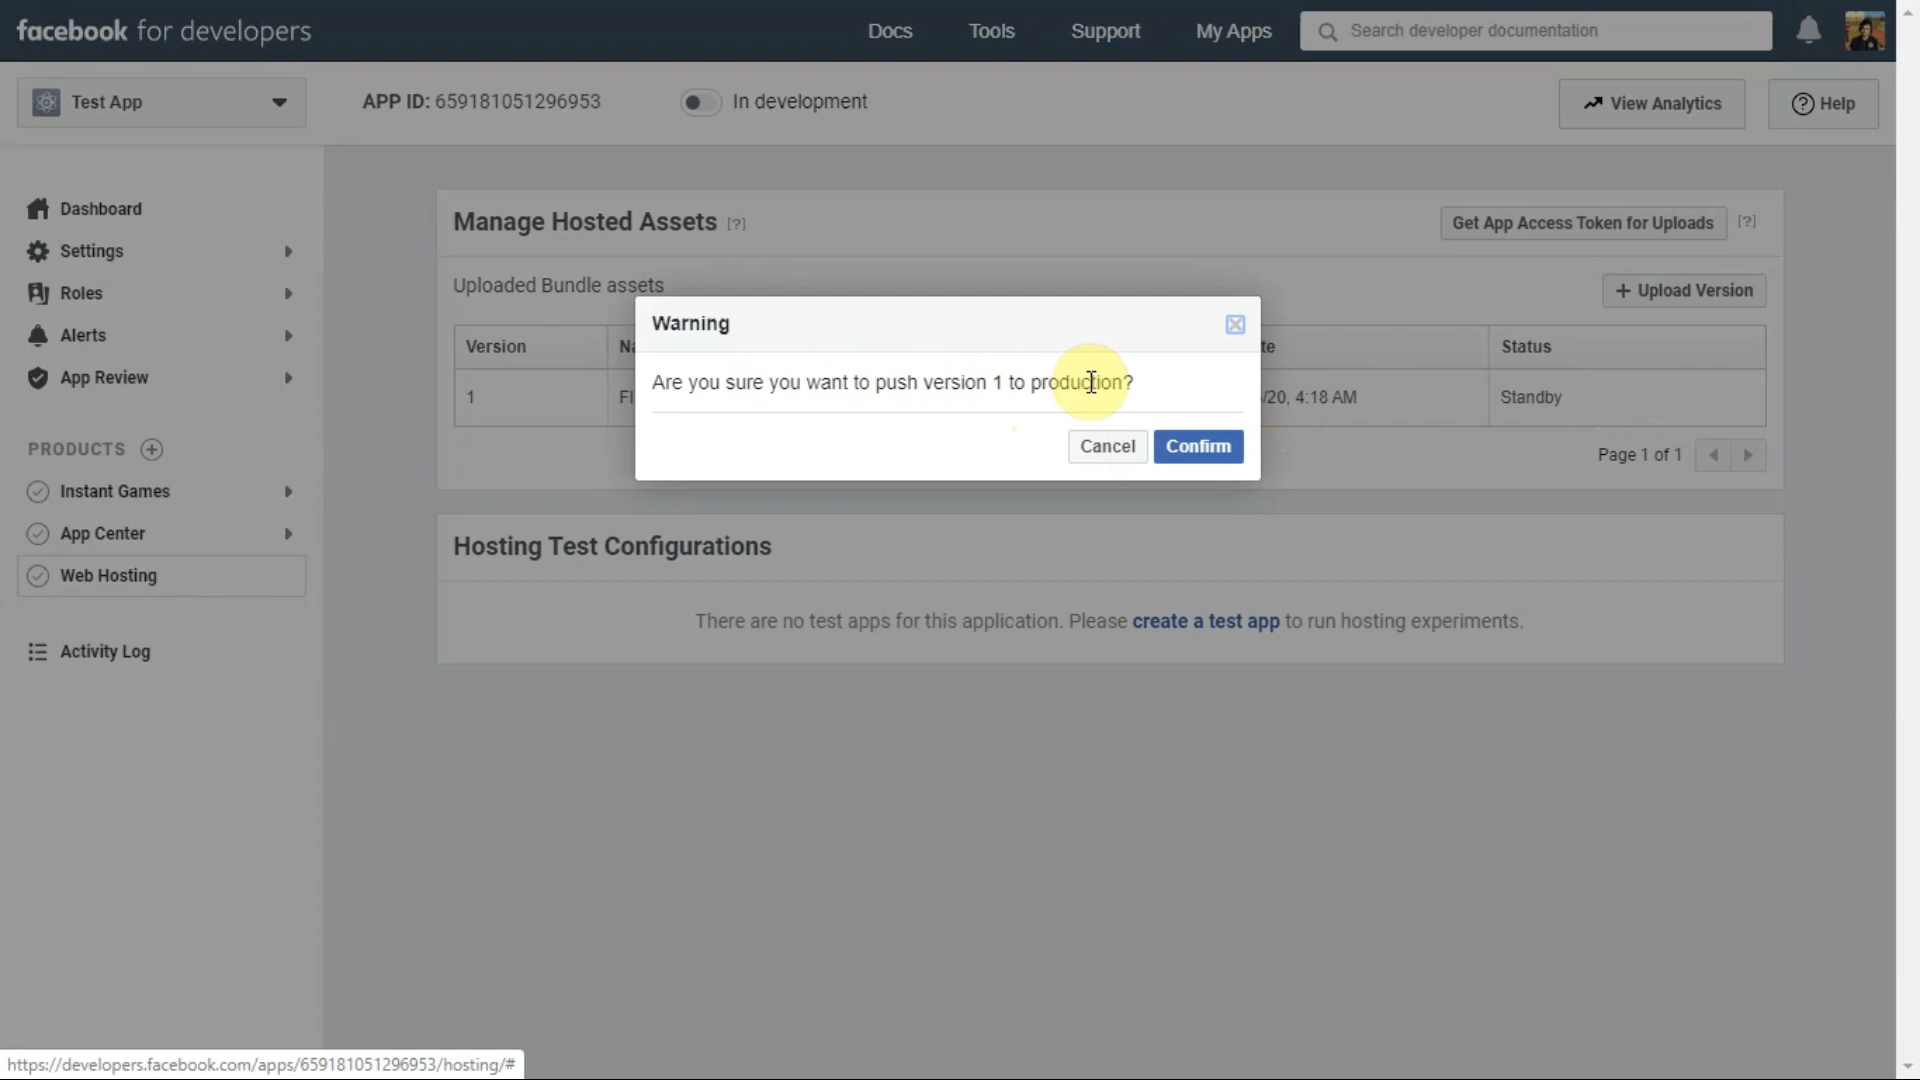 facebook for developers
Docs
Tools
Support
My Apps
Search developer documentation
Test App
APP ID: 659181051296953
In development
View Analytics
Help
Dashboard
Settings
Roles
Alerts
App Review
PRODUCTS
Instant Games
App Center
Web Hosting
Activity Log
Manage Hosted Assets [?]
Get App Access Token for Uploads [?]
Uploaded Bundle assets
+ Upload Version
Version
Status
1
/20, 4:18 AM
Standby
Page 1 of 1
Warning
Are you sure you want to push version 1 to production?
Cancel
Confirm
Hosting Test Configurations
There are no test apps for this application. Please create a test app to run hosting experiments.
https://developers.facebook.com/apps/659181051296953/hosting/#